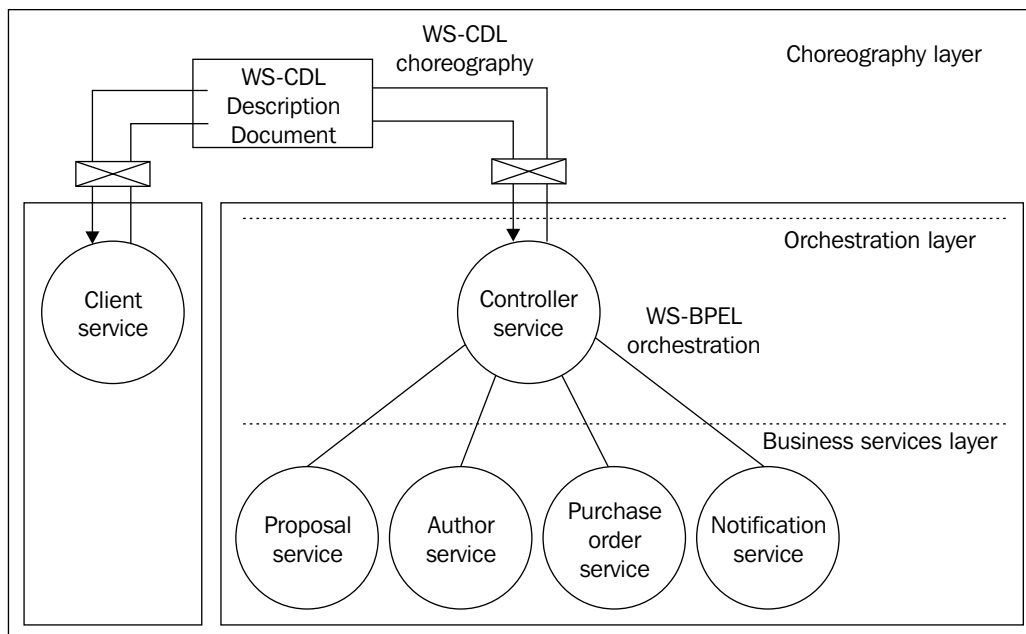 WS-CDL
choreography
Choreography layer
WS-CDL
Description
Document
Orchestration layer
Client
service
Controller
service
WS-BPEL
orchestration
Business services layer
Proposal
service
Author
service
Purchase
order
service
Notification
service